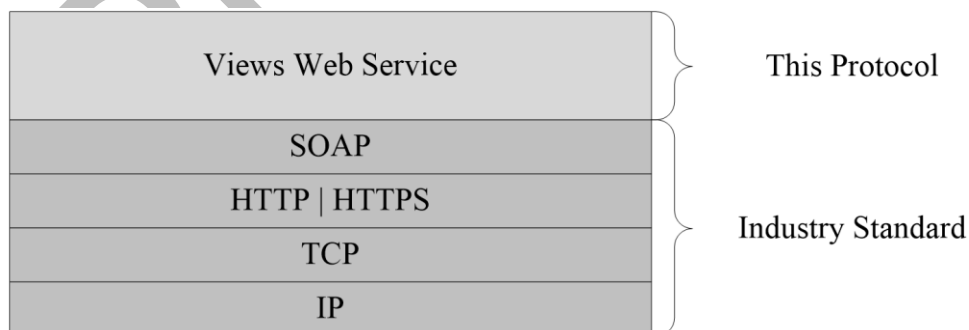 Views Web Service
This Protocol
SOAP
HTTP | HTTPS
Industry Standard
TCP
IP